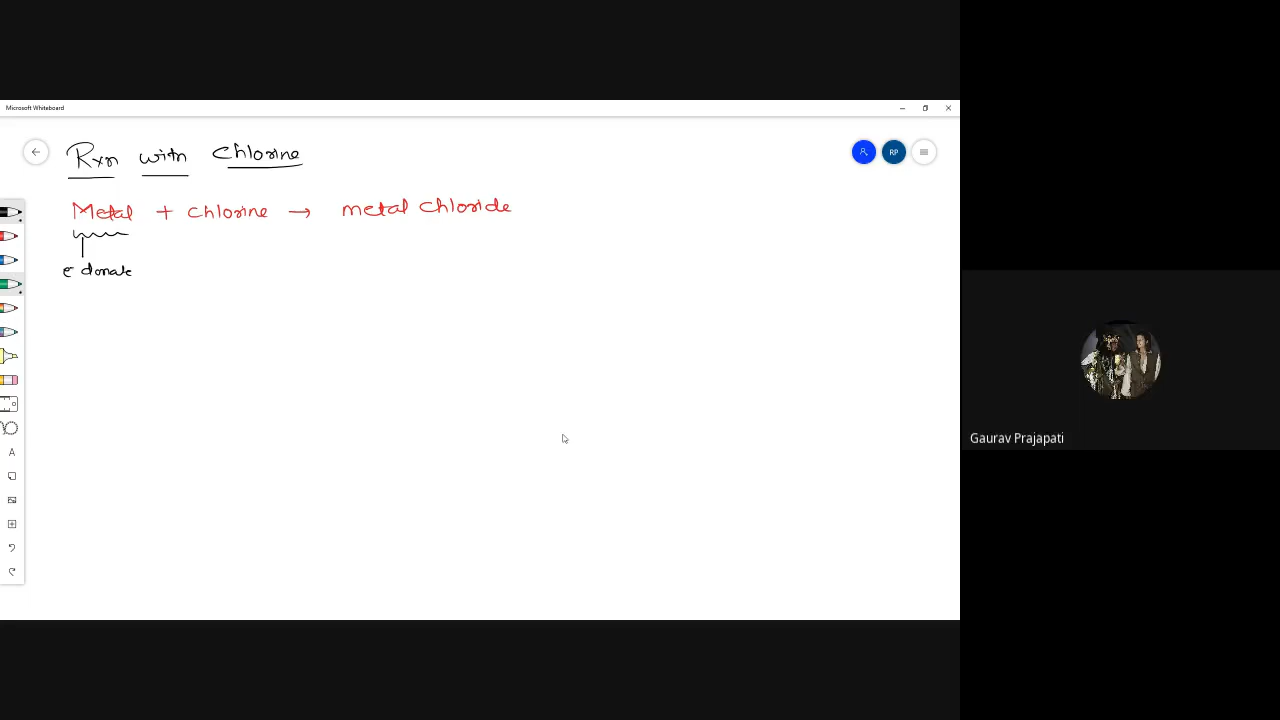 Microsoft Whiteboard
Rxn with Chlorine
RP
Metal + Chlorine → metal Chloride
e⁻ donate
A
Gaurav Prajapati